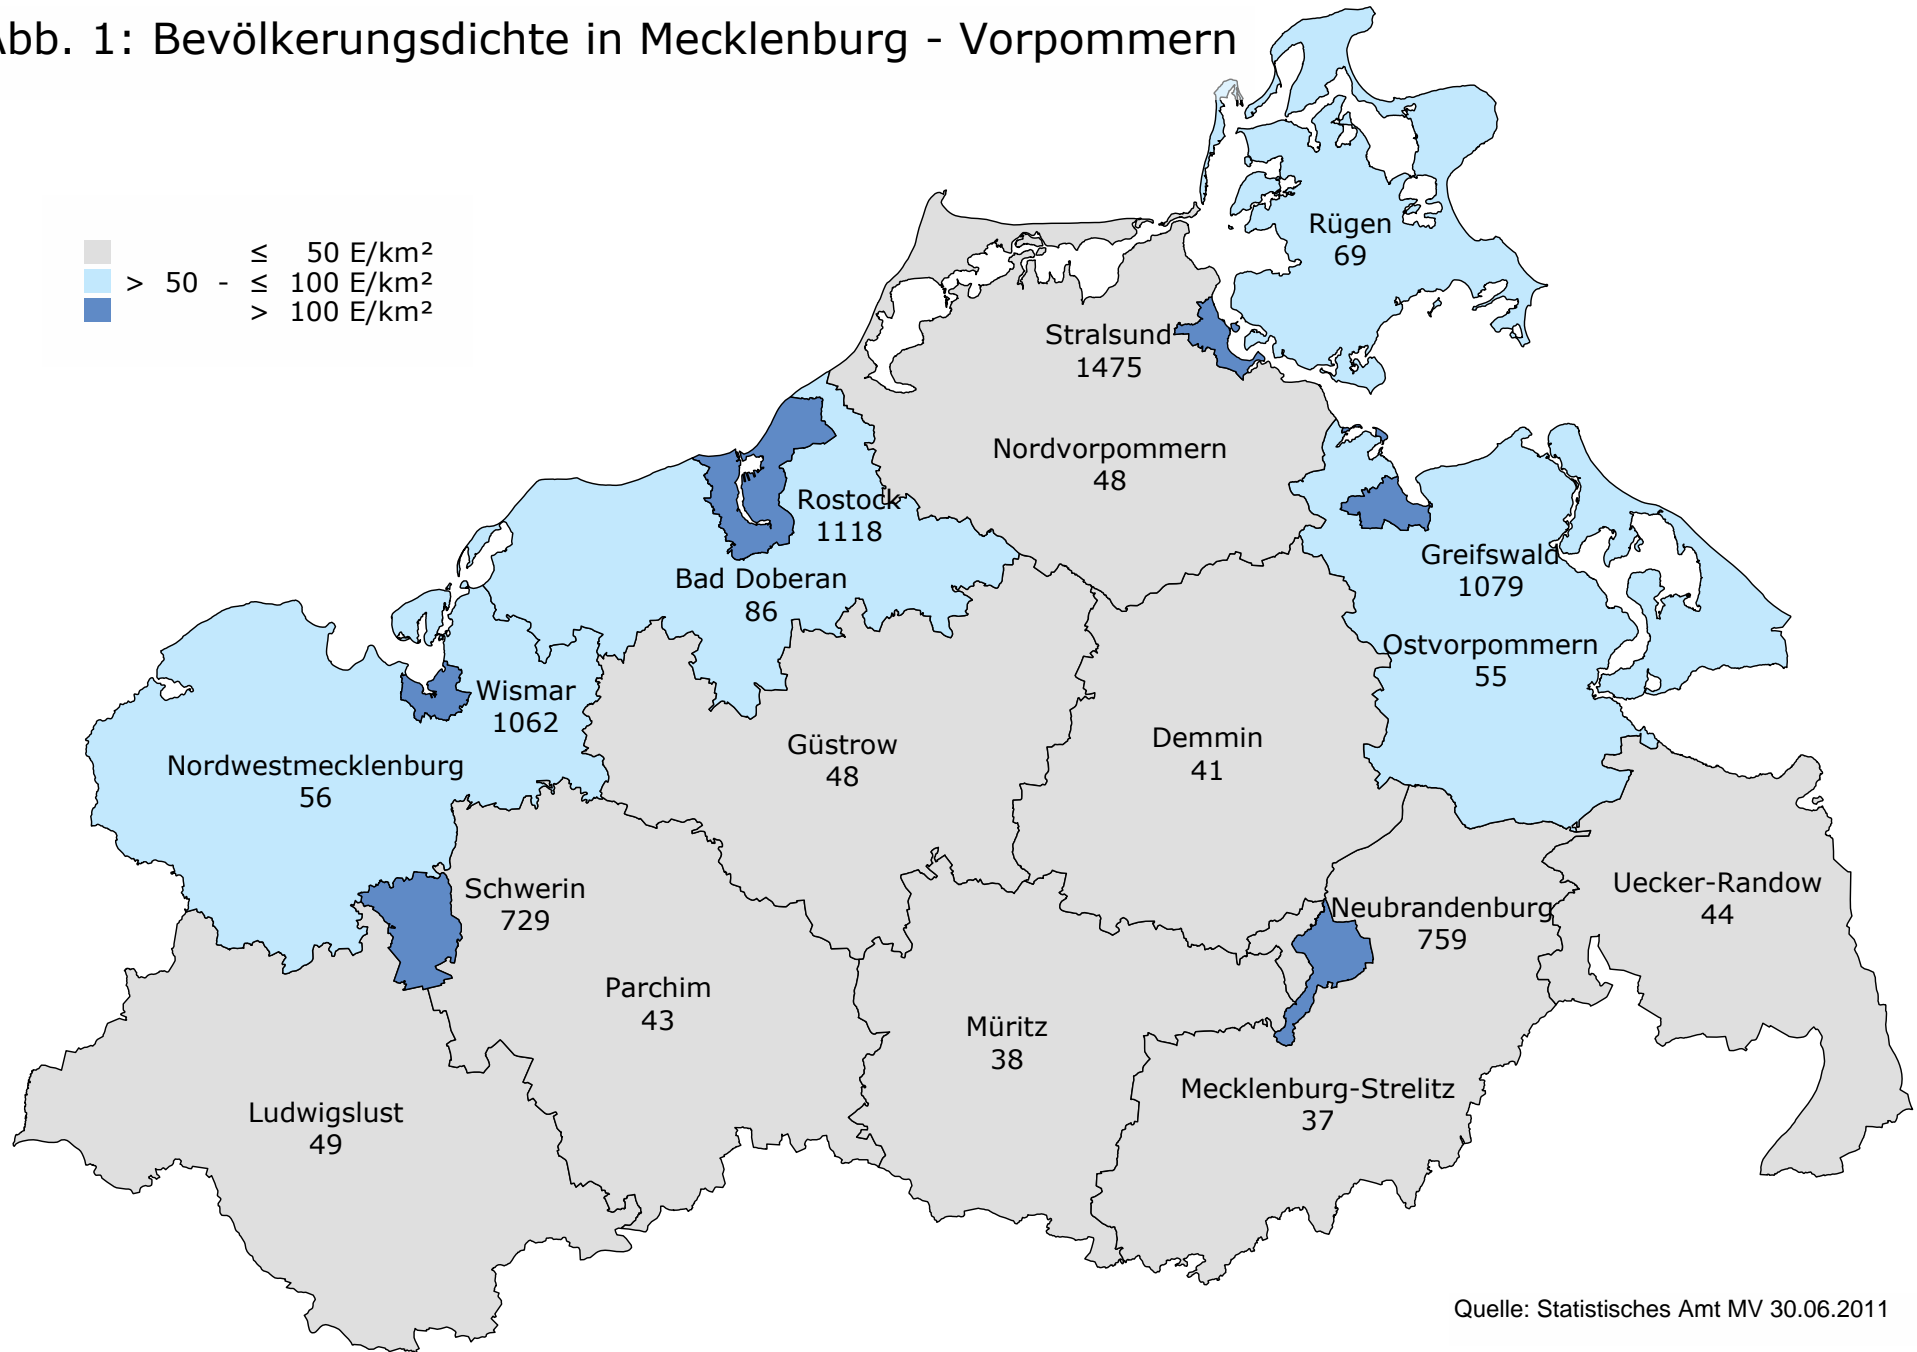 Abb. 1: Bevölkerungsdichte in Mecklenburg - Vorpommern
≤ 50 E/km²
> 50 - ≤ 100 E/km²
> 100 E/km²
Rügen
69
Stralsund
1475
Nordvorpommern
48
Rostock
1118
Bad Doberan
86
Greifswald
1079
Ostvorpommern
55
Wismar
1062
Nordwestmecklenburg
56
Güstrow
48
Demmin
41
Schwerin
729
Neubrandenburg
759
Uecker-Randow
44
Parchim
43
Müritz
38
Mecklenburg-Strelitz
37
Ludwigslust
49
Quelle: Statistisches Amt MV 30.06.2011